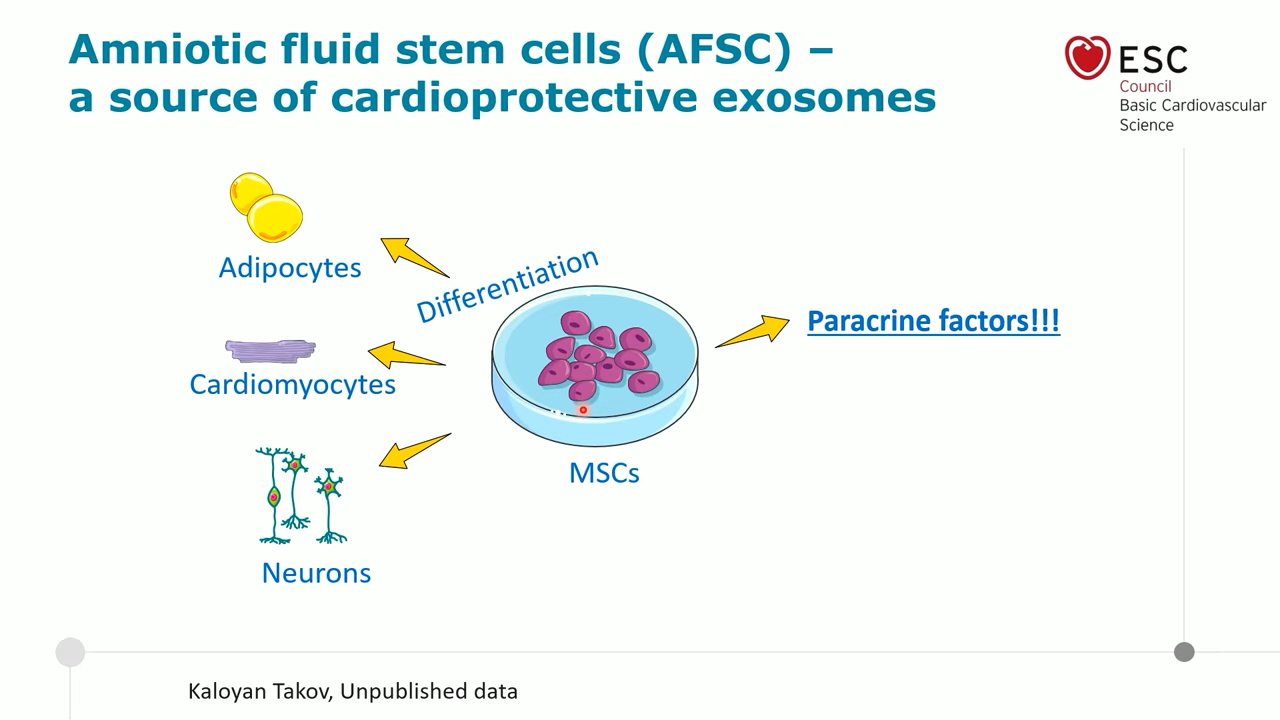 Amniotic fluid stem cells (AFSC) –
a source of cardioprotective exosomes
ESC
Council
Basic Cardiovascular
Science
Adipocytes
Differentiation
Cardiomyocytes
Paracrine factors!!!
MSCs
Neurons
Kaloyan Takov, Unpublished data